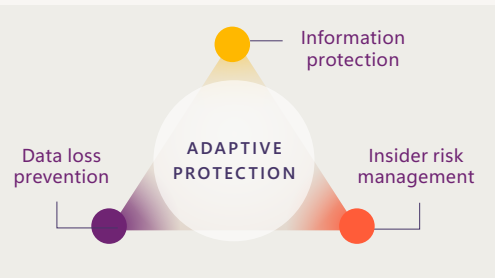 Information
protection
ADAPTIVE
PROTECTION
Data loss
prevention
Insider risk
management